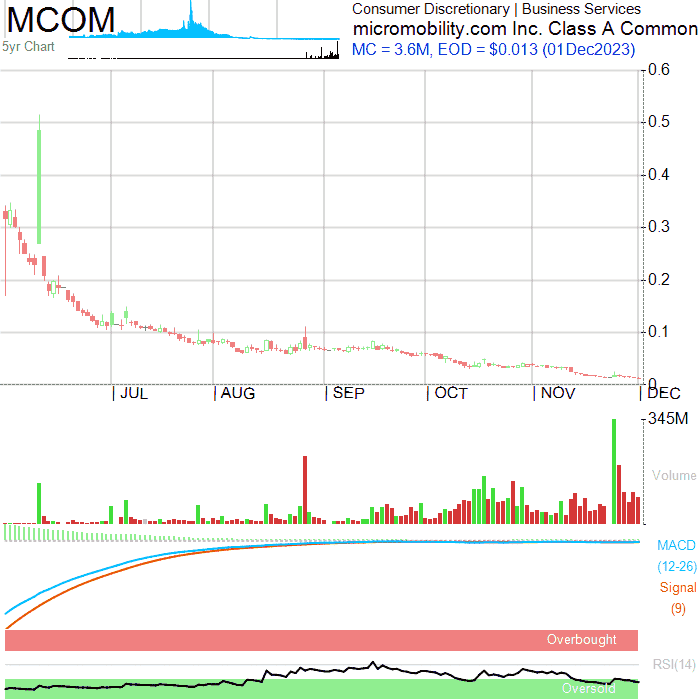 MCOM
5yr Chart
Consumer Discretionary | Business Services
micromobility.com Inc. Class A Common
MC = 3.6M, EOD = $0.013 (01Dec2023)
0.6
0.5
0.4
0.3
0.2
0.1
0
JUL
AUG
SEP
OCT
NOV
DEC
345M
Volume
MACD
(12-26)
Signal
(9)
Overbought
RSI(14)
Oversold